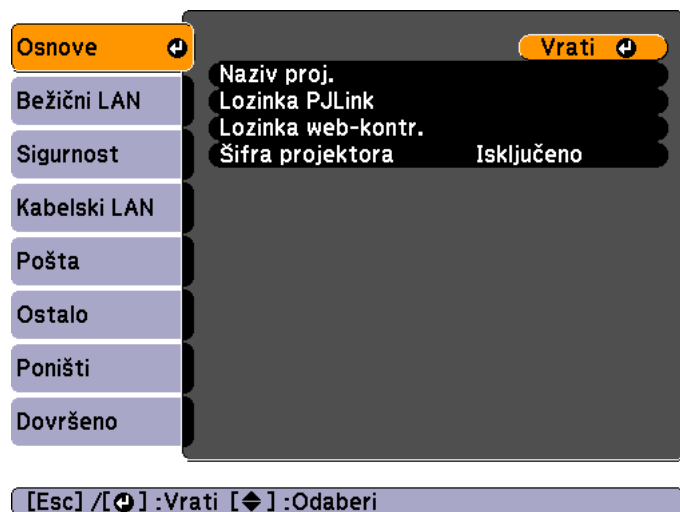 Osnove
Bežični LAN
Sigurnost
Kabelski LAN
Pošta
Ostalo
Poništi
Dovršeno
Vrati
Naziv proj.
Lozinka PJLink
Lozinka web-kontr.
Šifra projektora Isključeno
[Esc] /[⏎] :Vrati [◆] :Odaberi